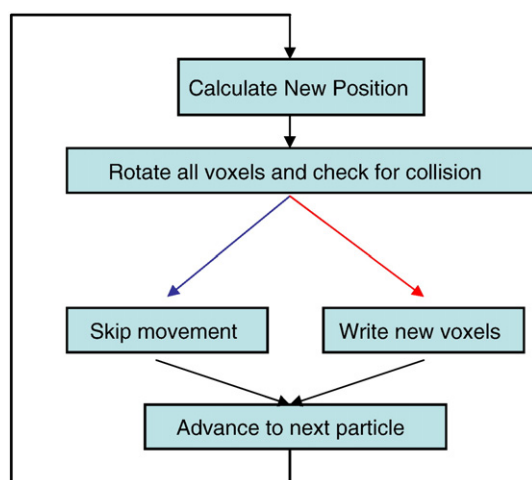 Calculate New Position
Rotate all voxels and check for collision
Skip movement
Write new voxels
Advance to next particle